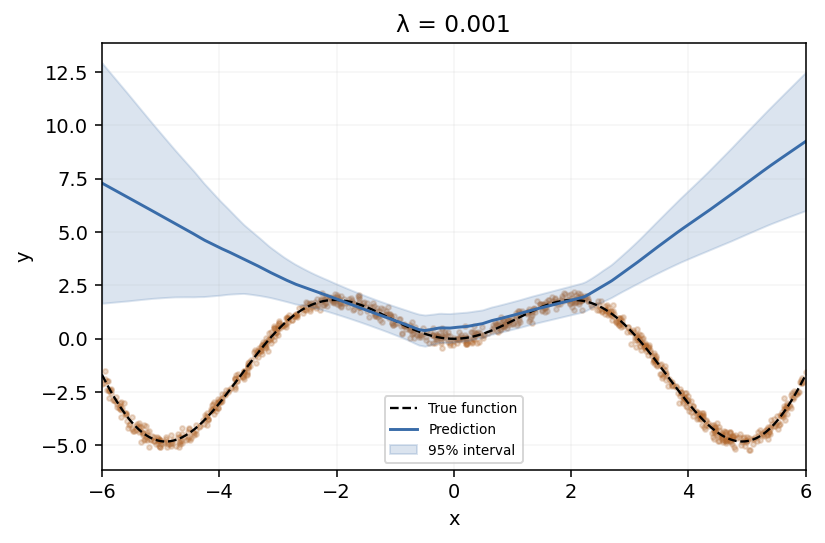 λ = 0.001
12.5
10.0
7.5
5.0
2.5
0.0
−2.5
−5.0
y
True function
Prediction
95% interval
−6 −4 −2 0 2 4 6
x